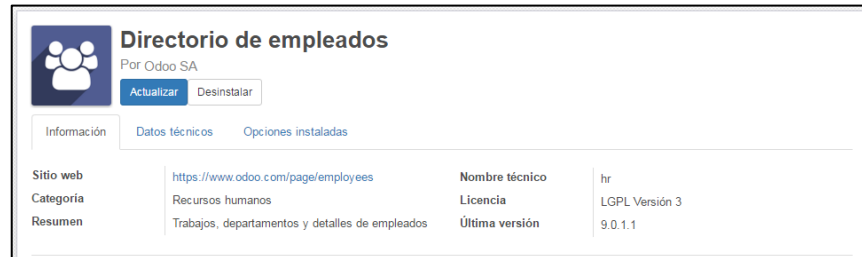 Directorio de empleados
Por Odoo SA
Actualizar Desinstalar
Información Datos técnicos Opciones instaladas
Sitio web https://www.odoo.com/page/employees Nombre técnico hr
Categoría Recursos humanos Licencia LGPL Versión 3
Resumen Trabajos, departamentos y detalles de empleados Última versión 9.0.1.1